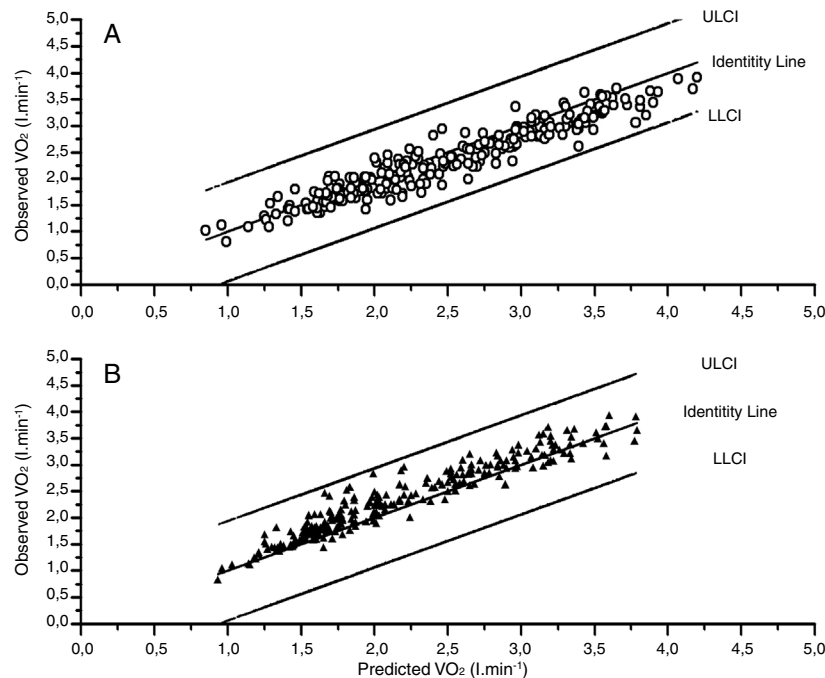 A
5,0
4,5
4,0
3,5
3,0
2,5
2,0
1,5
1,0
0,5
0,0
Observed VO₂ (l.min⁻¹)
ULCI
Identitity Line
LLCI
0,0 0,5 1,0 1,5 2,0 2,5 3,0 3,5 4,0 4,5 5,0
B
5,0
4,5
4,0
3,5
3,0
2,5
2,0
1,5
1,0
0,5
0,0
Observed VO₂ (l.min⁻¹)
ULCI
Identitity Line
LLCI
0,0 0,5 1,0 1,5 2,0 2,5 3,0 3,5 4,0 4,5 5,0
Predicted VO₂ (l.min⁻¹)